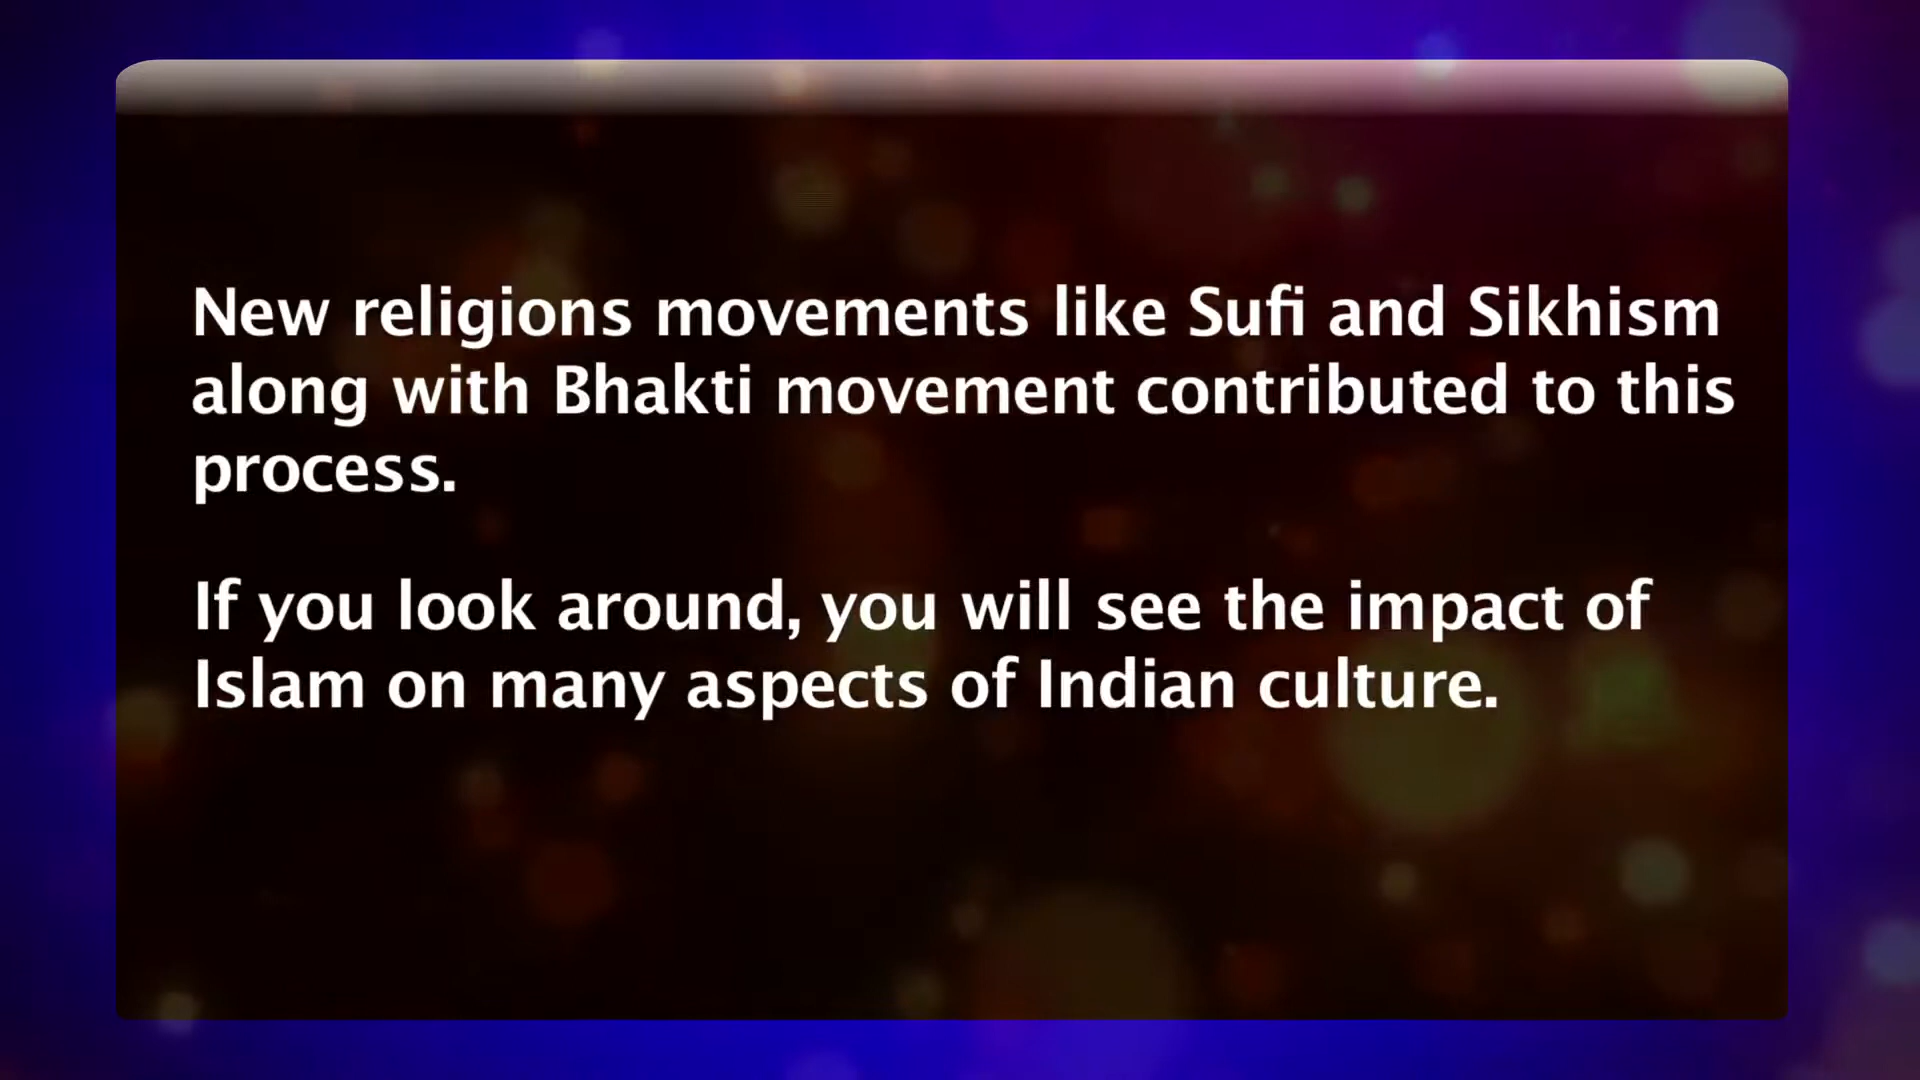 New religions movements like Sufi and Sikhism
along with Bhakti movement contributed to this
process.
If you look around, you will see the impact of
Islam on many aspects of Indian culture.